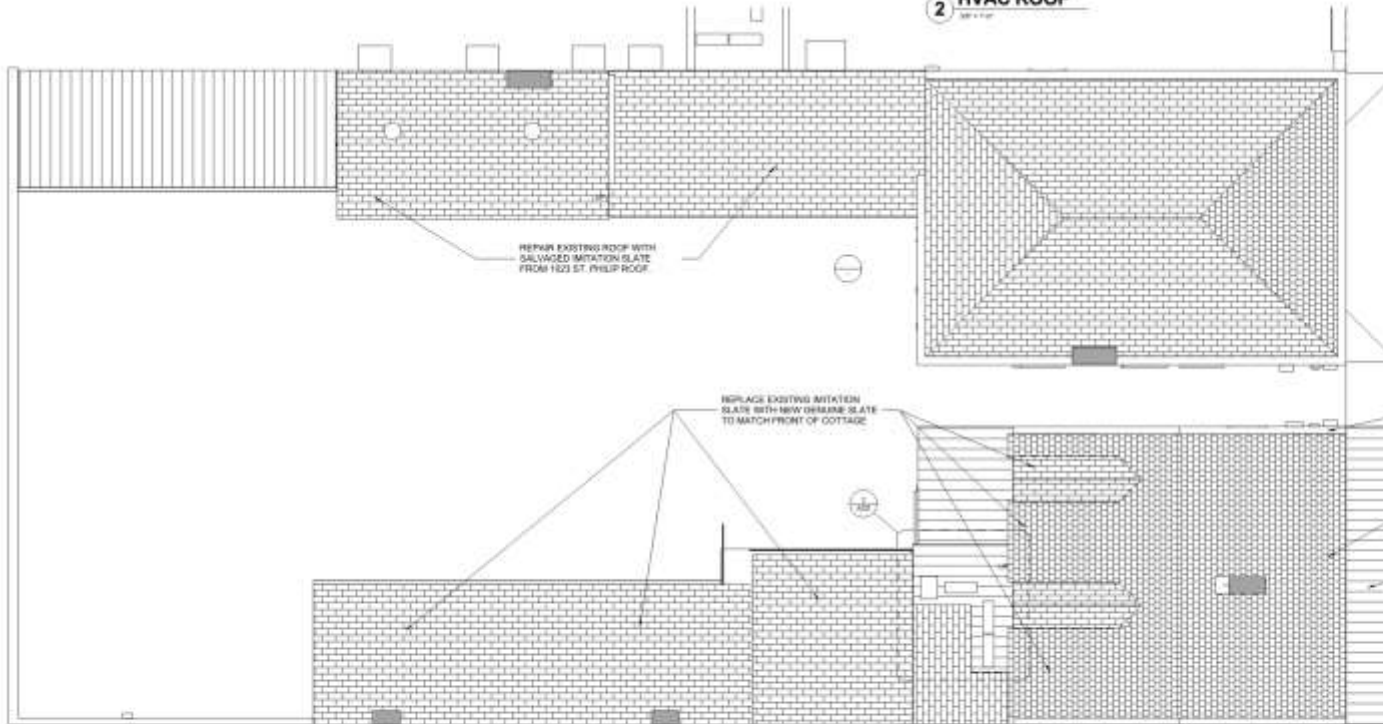 2 HVAC ROOF
REPAIR EXISTING ROOF WITH
SALVAGED IMITATION SLATE
FROM 1023 ST. PHILIP ROOF.
REPLACE EXISTING IMITATION
SLATE WITH NEW GENUINE SLATE
TO MATCH FRONT OF COTTAGE